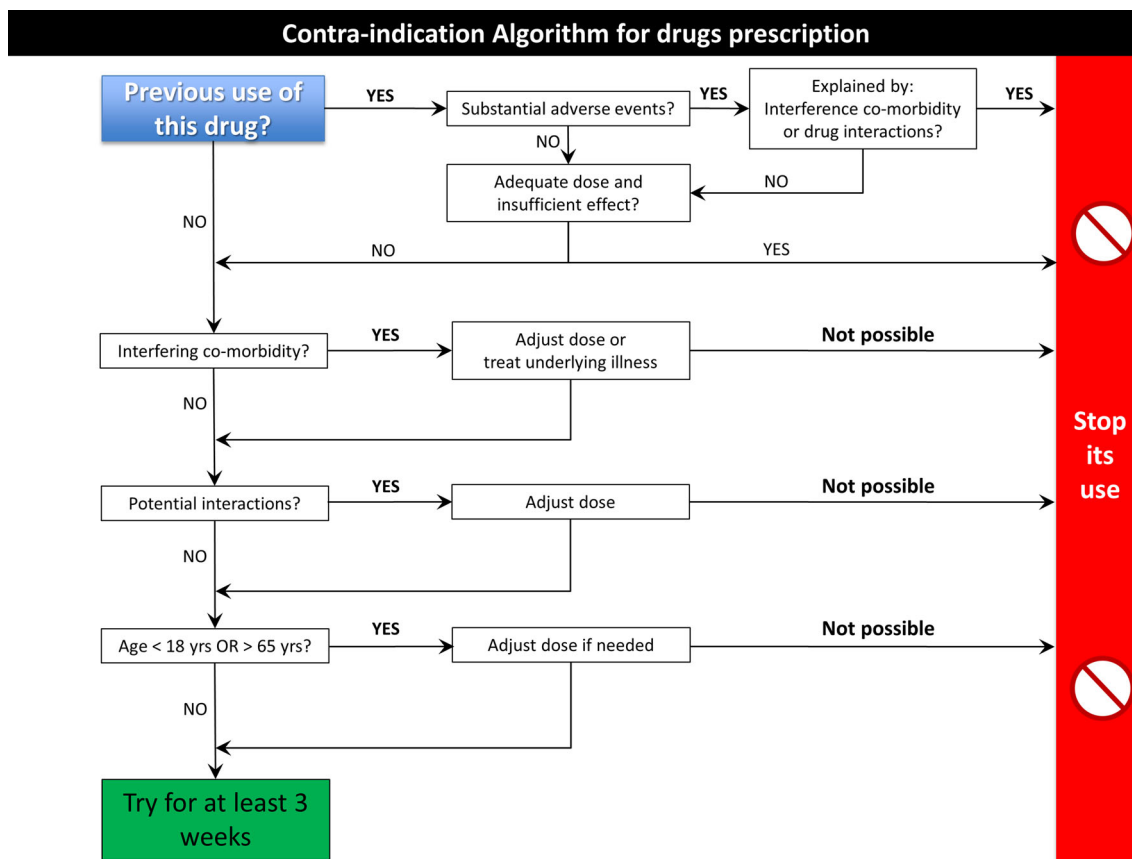 Contra-indication Algorithm for drugs prescription
Previous use of
this drug?
YES
Substantial adverse events?
YES
Explained by:
Interference co-morbidity
or drug interactions?
YES
NO
Adequate dose and
insufficient effect?
NO
NO
NO
YES
Interfering co-morbidity?
YES
Adjust dose or
treat underlying illness
Not possible
NO
Stop
its
use
Potential interactions?
YES
Adjust dose
Not possible
NO
Age < 18 yrs OR > 65 yrs?
YES
Adjust dose if needed
Not possible
NO
Try for at least 3
weeks